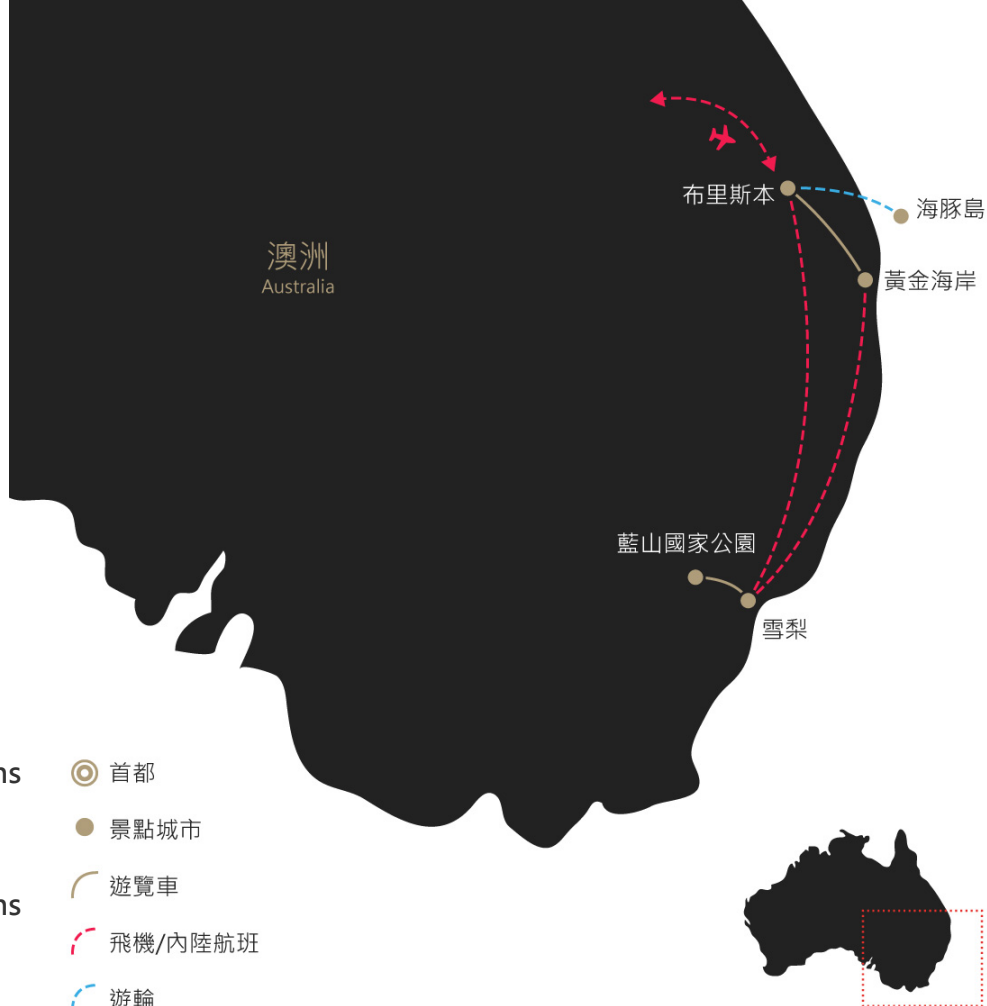 布里斯本
海豚島
澳洲
Australia
黃金海岸
藍山國家公園
雪梨
首都
景點城市
遊覽車
飛機/內陸航班
遊輪